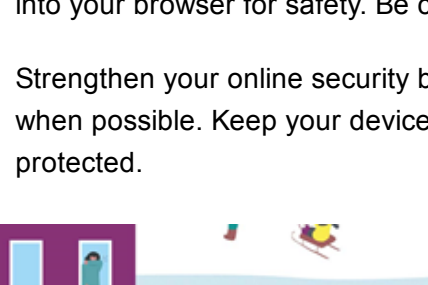 into your browser for safety. Be
Strengthen your online security
when possible. Keep your device
protected.